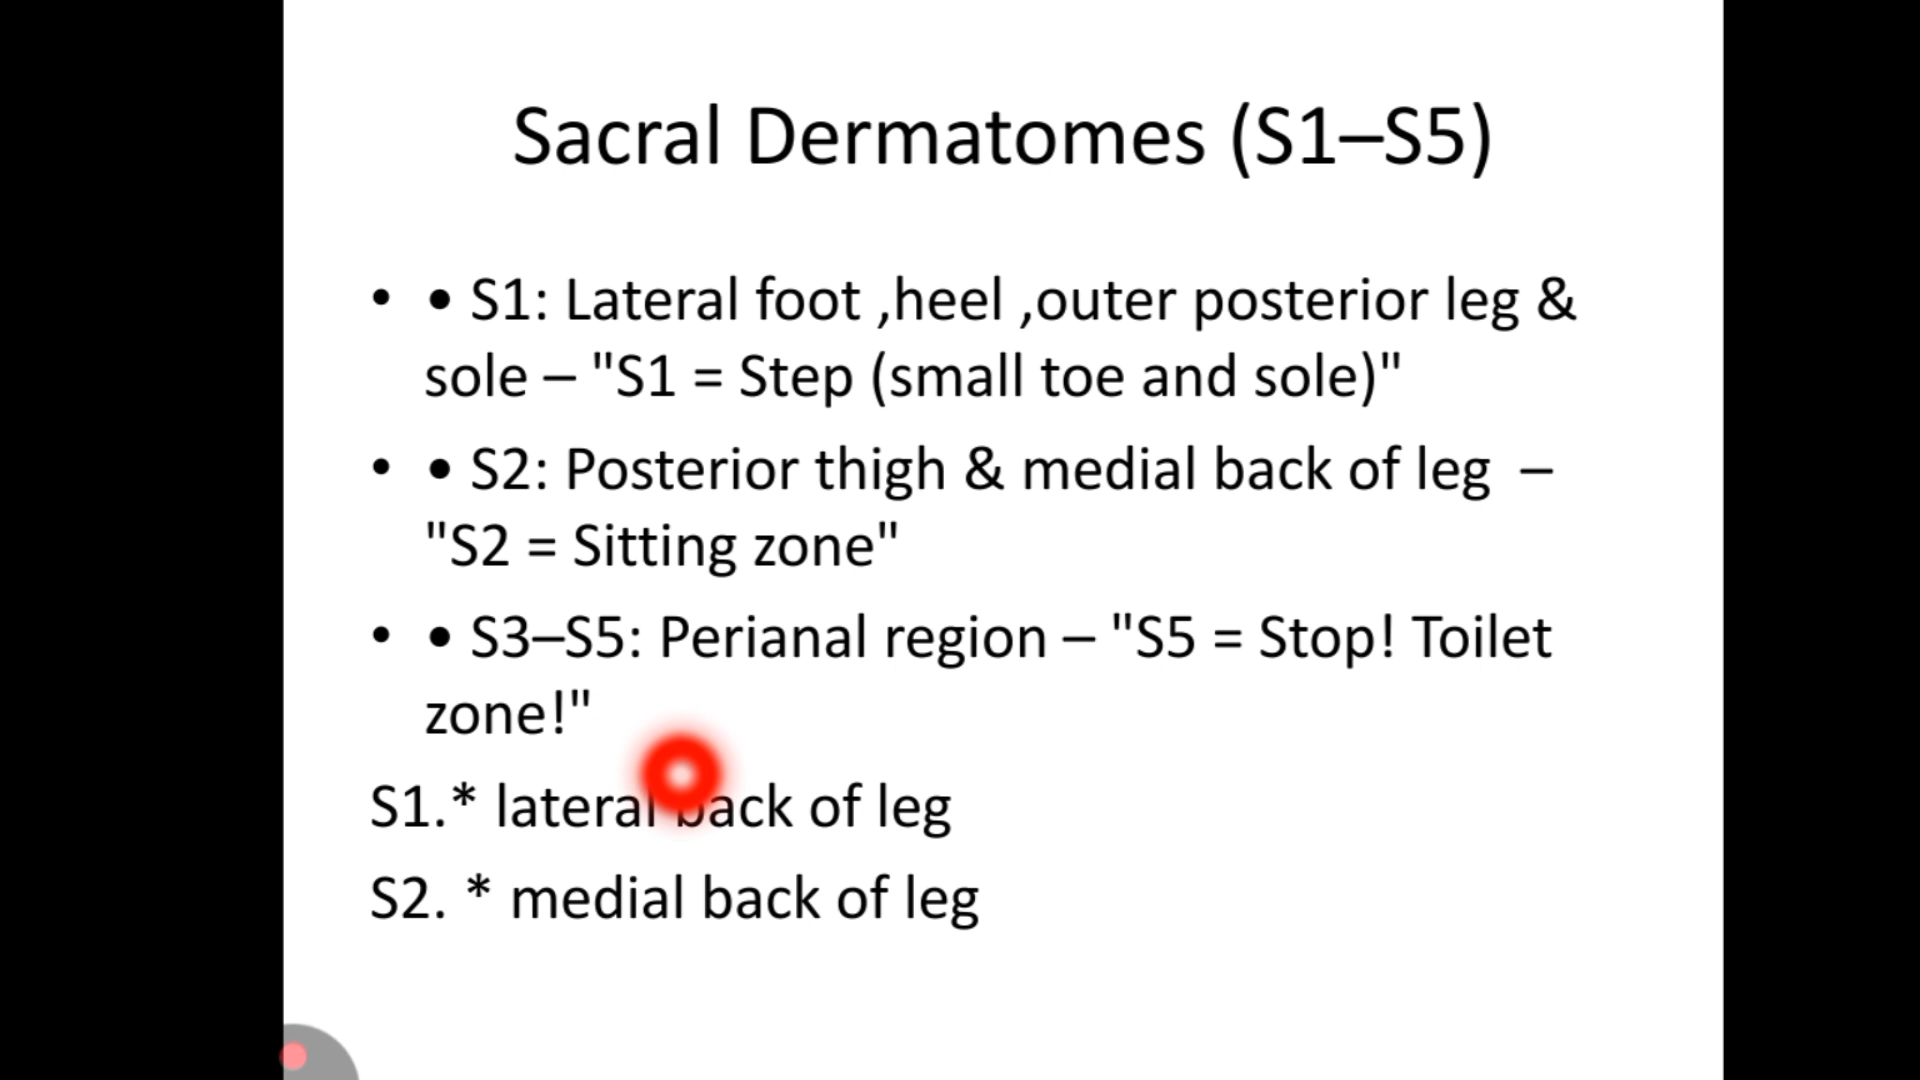 Sacral Dermatomes (S1–S5)
• • S1: Lateral foot ,heel ,outer posterior leg &
sole – "S1 = Step (small toe and sole)"
• • S2: Posterior thigh & medial back of leg  –
"S2 = Sitting zone"
• • S3–S5: Perianal region – "S5 = Stop! Toilet
zone!"
S1.* lateral back of leg
S2. * medial back of leg